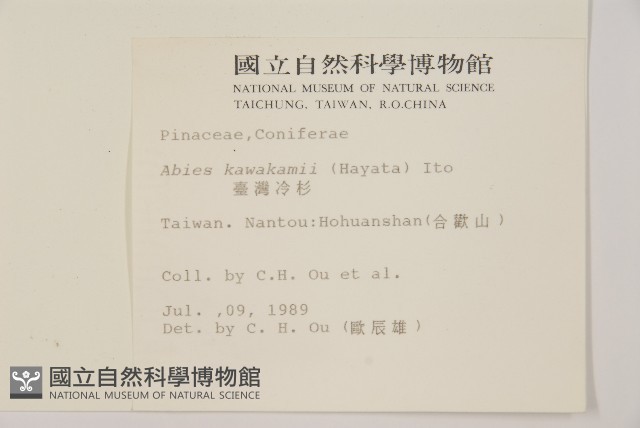 國立自然科學博物館
NATIONAL MUSEUM OF NATURAL SCIENCE
TAICHUNG, TAIWAN, R.O.CHINA
Pinaceae,Coniferae
Abies kawakamii (Hayata) Ito
臺灣冷杉
Taiwan. Nantou:Hohuanshan(合歡山)
Coll. by C.H. Ou et al.
Jul. ,09, 1989
Det. by C. H. Ou (歐辰雄)
國立自然科學博物館
NATIONAL MUSEUM OF NATURAL SCIENCE